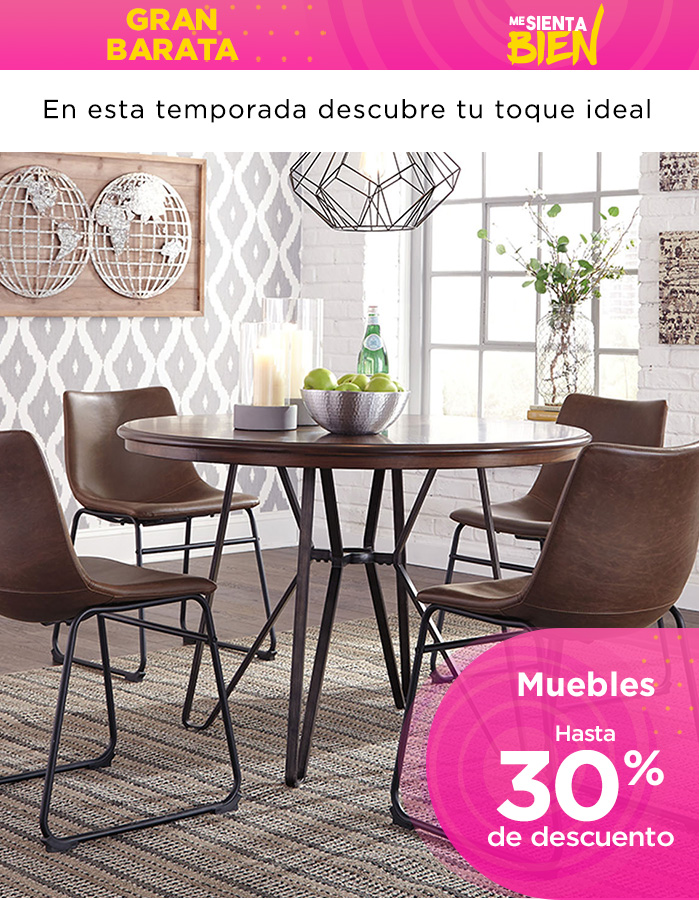 GRAN
BARATA
ME SIENTA
BIEN
En esta temporada descubre tu toque ideal
Muebles
Hasta
30%
de descuento